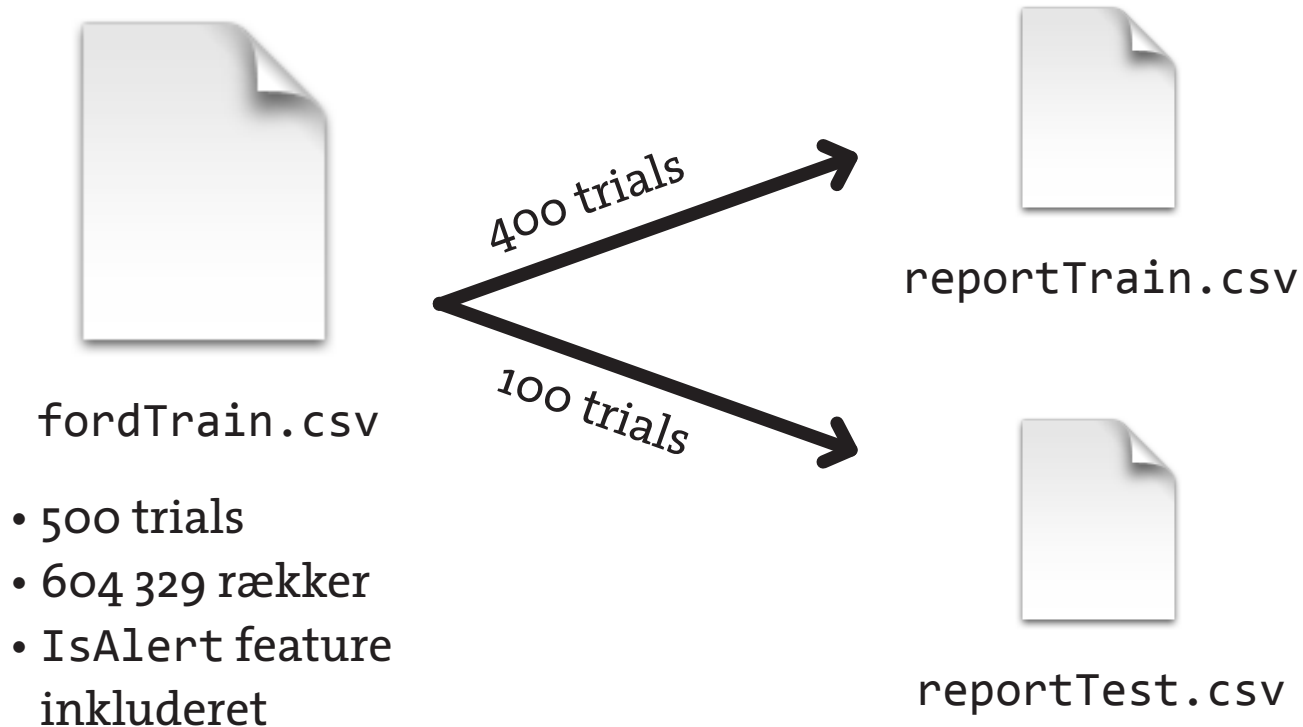 fordTrain.csv
• 500 trials
• 604 329 rækker
• IsAlert feature
inkluderet
400 trials
100 trials
reportTrain.csv
reportTest.csv